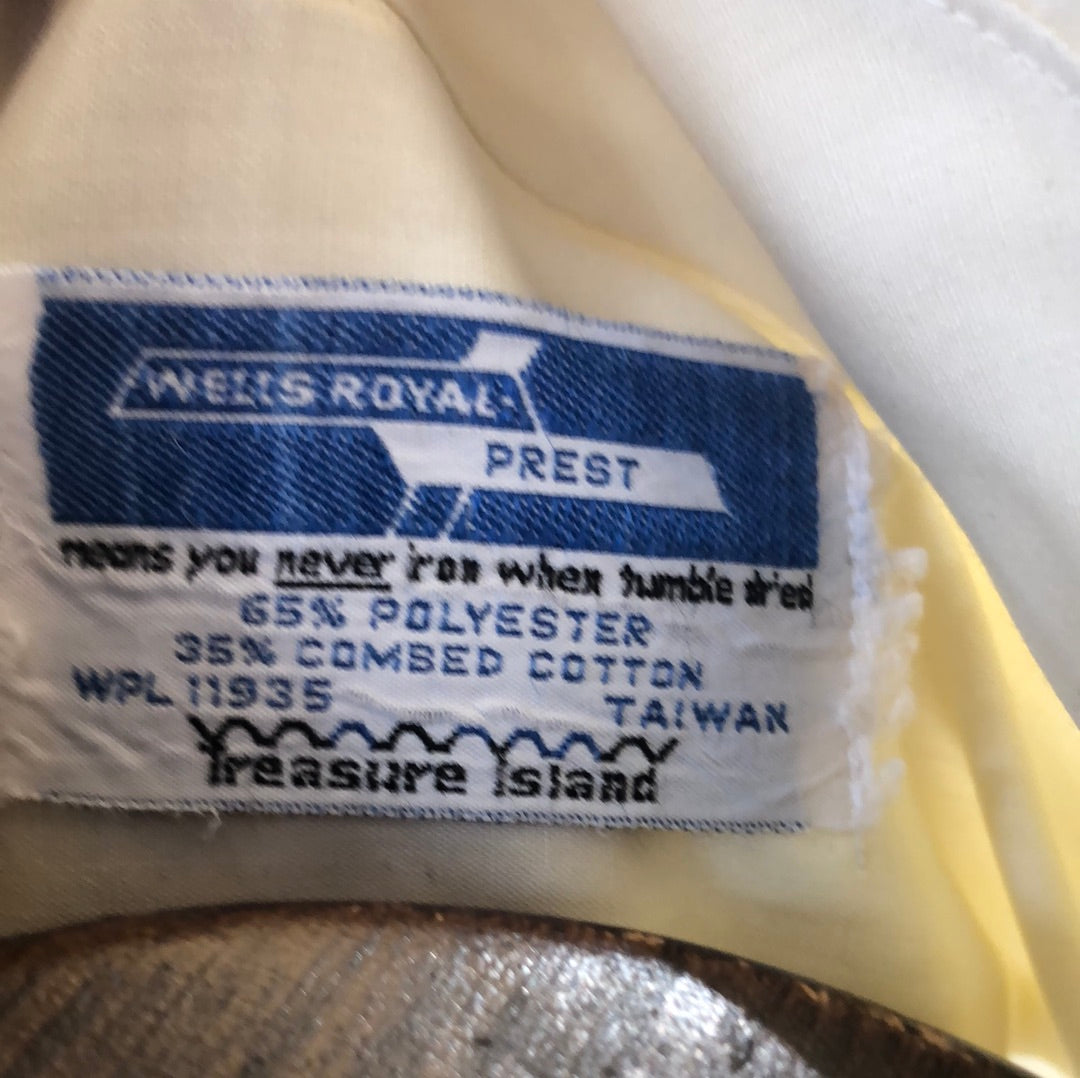 WELLS ROYAL-
PREST
means you never iron when tumble dried
65% POLYESTER
35% COMBED COTTON
WPL 11935 TAIWAN
Treasure Island